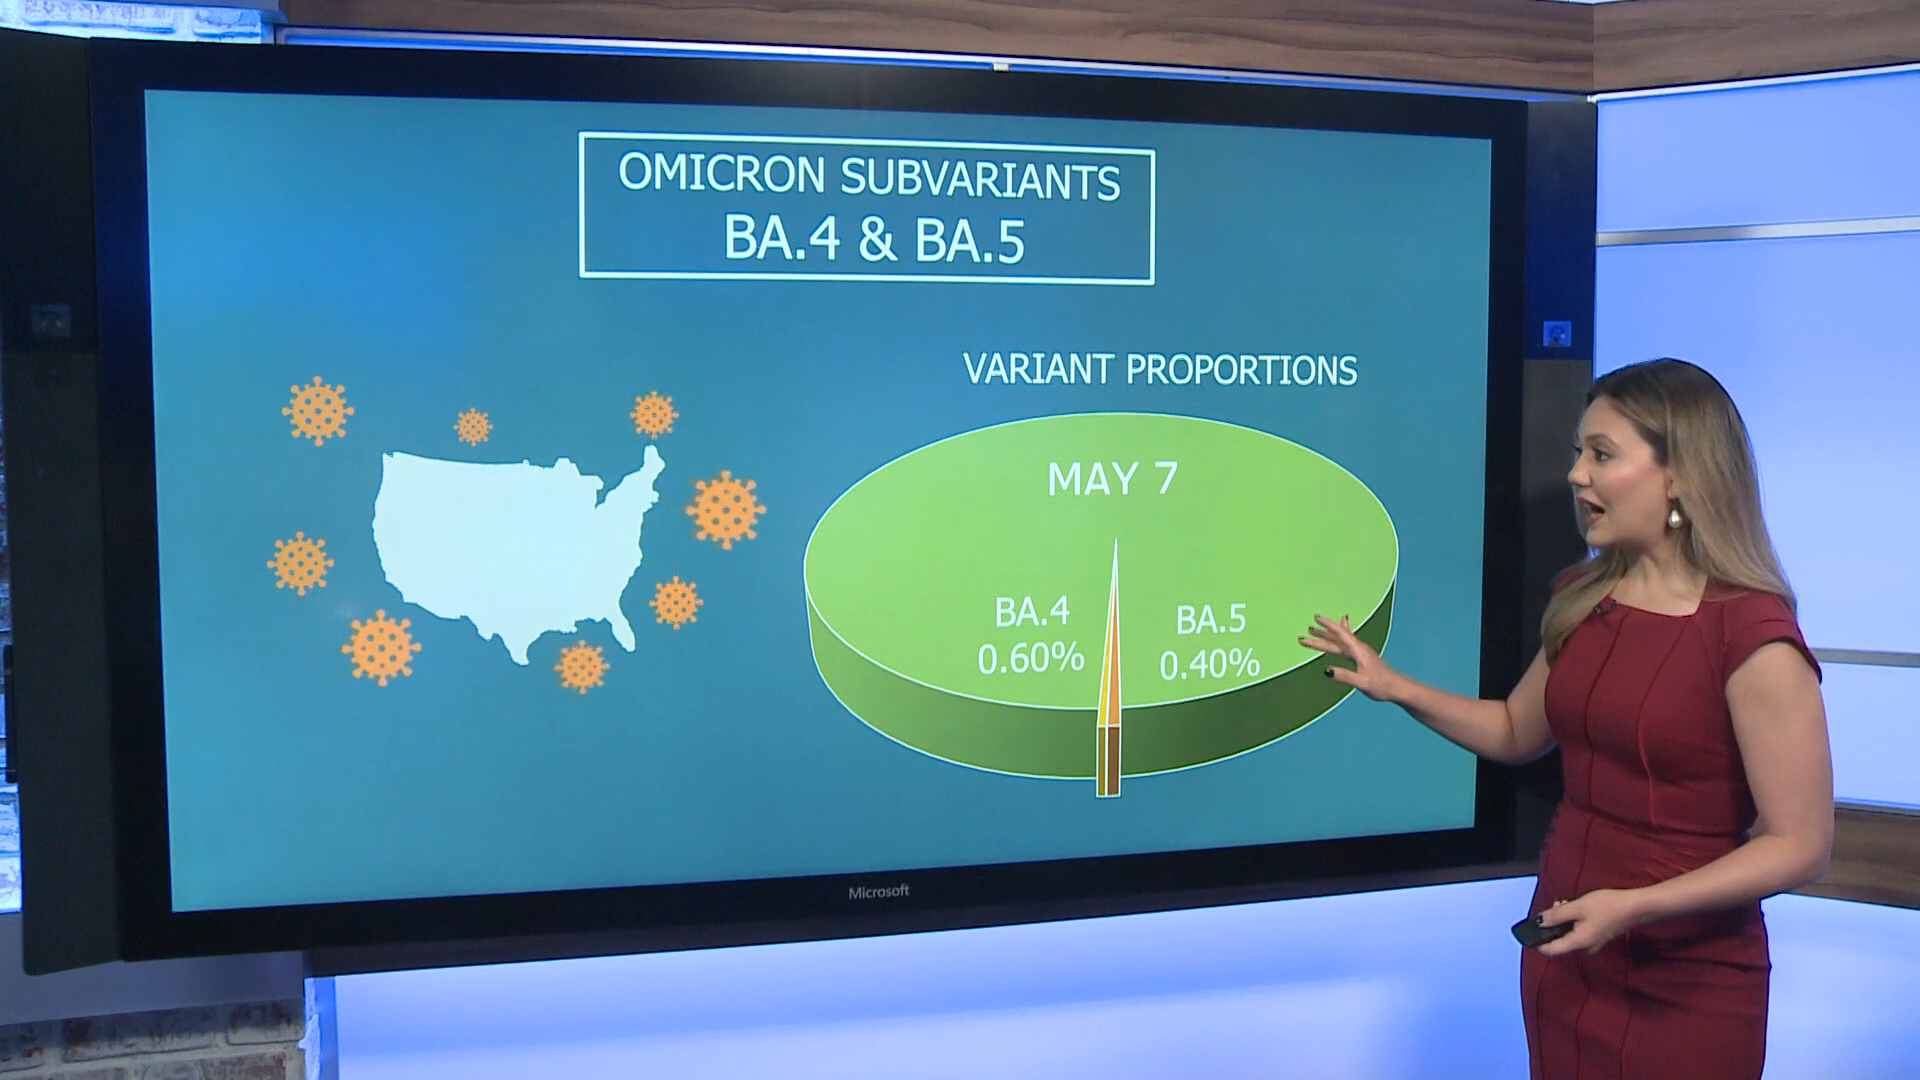 OMICRON SUBVARIANTS
BA.4 & BA.5
VARIANT PROPORTIONS
MAY 7
BA.4
0.60%
BA.5
0.40%
Microsoft